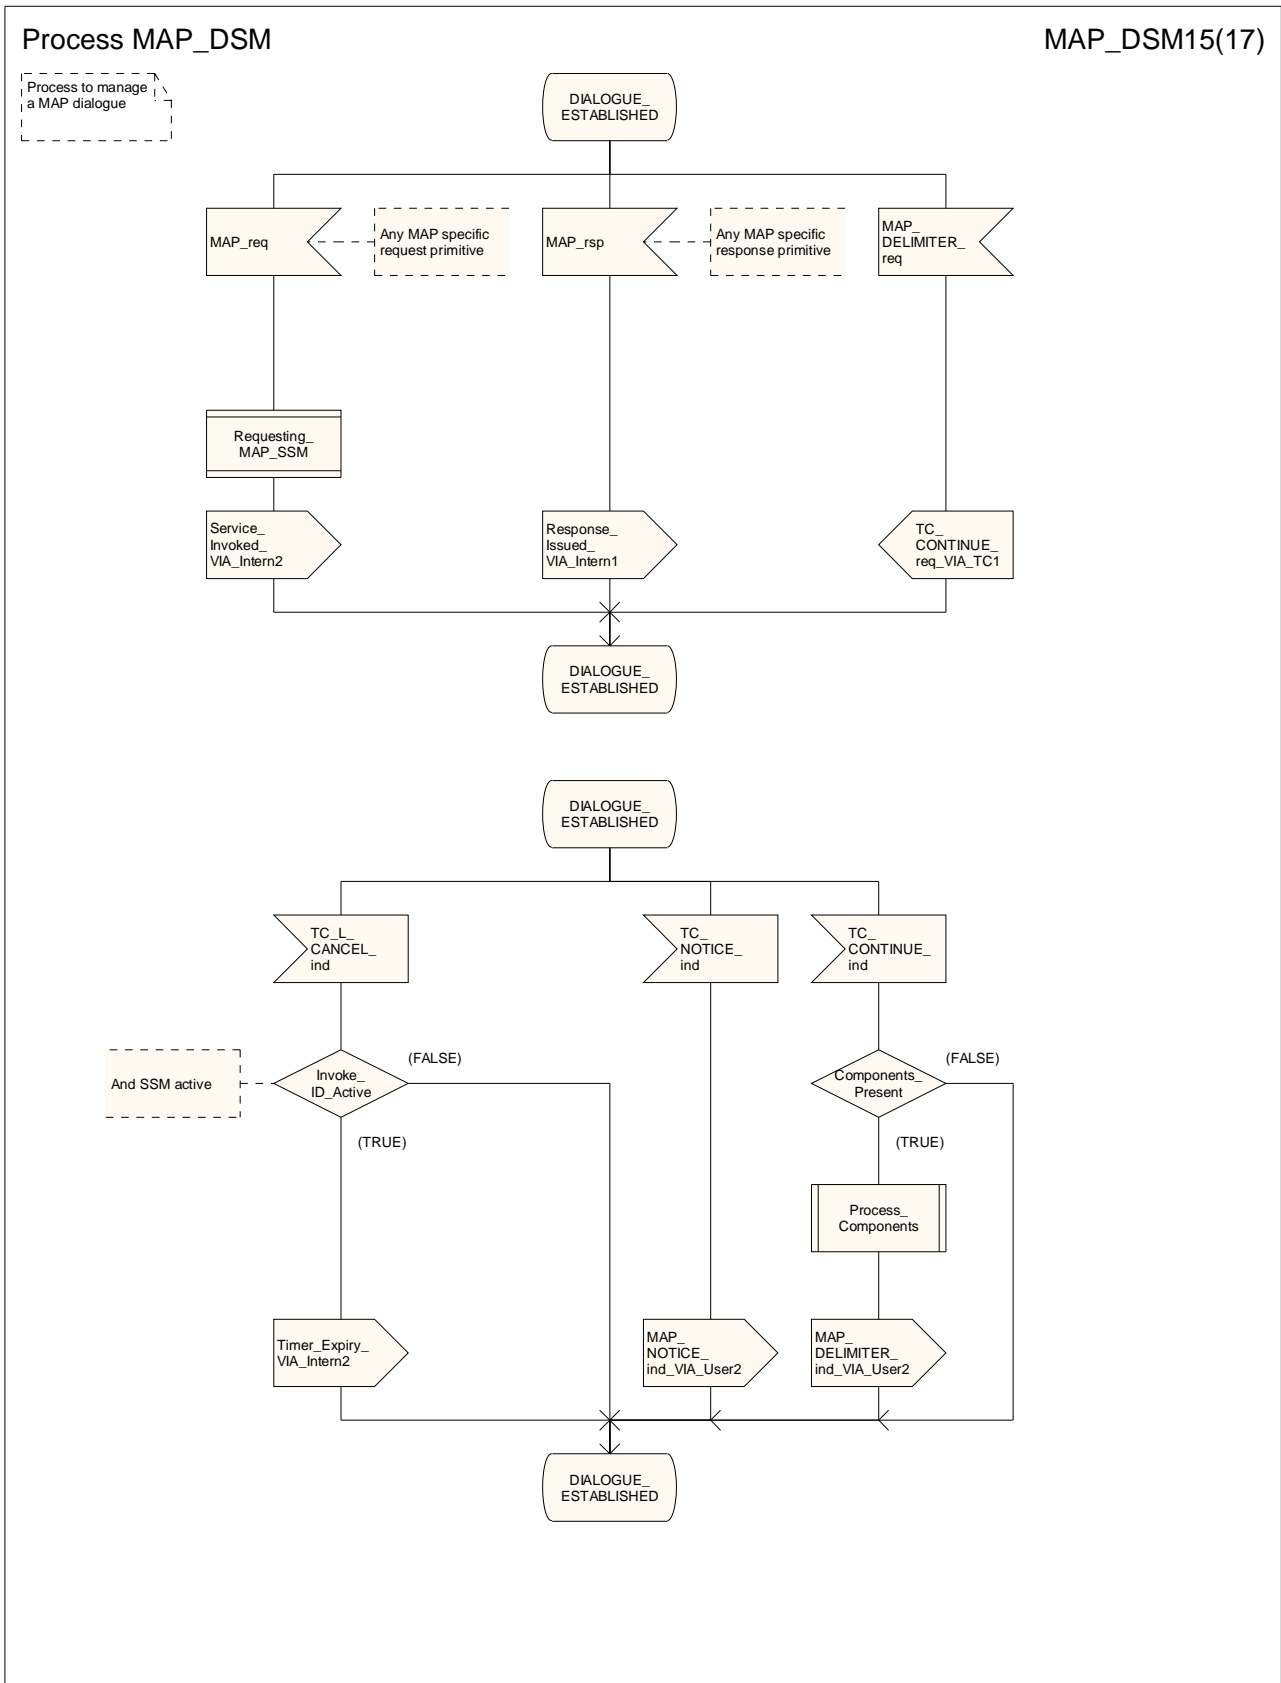 Process MAP_DSM
MAP_DSM15(17)
Process to manage
a MAP dialogue
DIALOGUE_
ESTABLISHED
MAP_req
Any MAP specific
request primitive
MAP_rsp
Any MAP specific
response primitive
MAP_
DELIMITER_
req
Requesting_
MAP_SSM
Service_
Invoked_
VIA_Intern2
Response_
Issued_
VIA_Intern1
TC_
CONTINUE_
req_VIA_TC1
DIALOGUE_
ESTABLISHED
DIALOGUE_
ESTABLISHED
TC_L_
CANCEL_
ind
TC_
NOTICE_
ind
TC_
CONTINUE_
ind
And SSM active
Invoke_
ID_Active
(FALSE)
(TRUE)
Components_
Present
(FALSE)
(TRUE)
Process_
Components
Timer_Expiry_
VIA_Intern2
MAP_
NOTICE_
ind_VIA_User2
MAP_
DELIMITER_
ind_VIA_User2
DIALOGUE_
ESTABLISHED